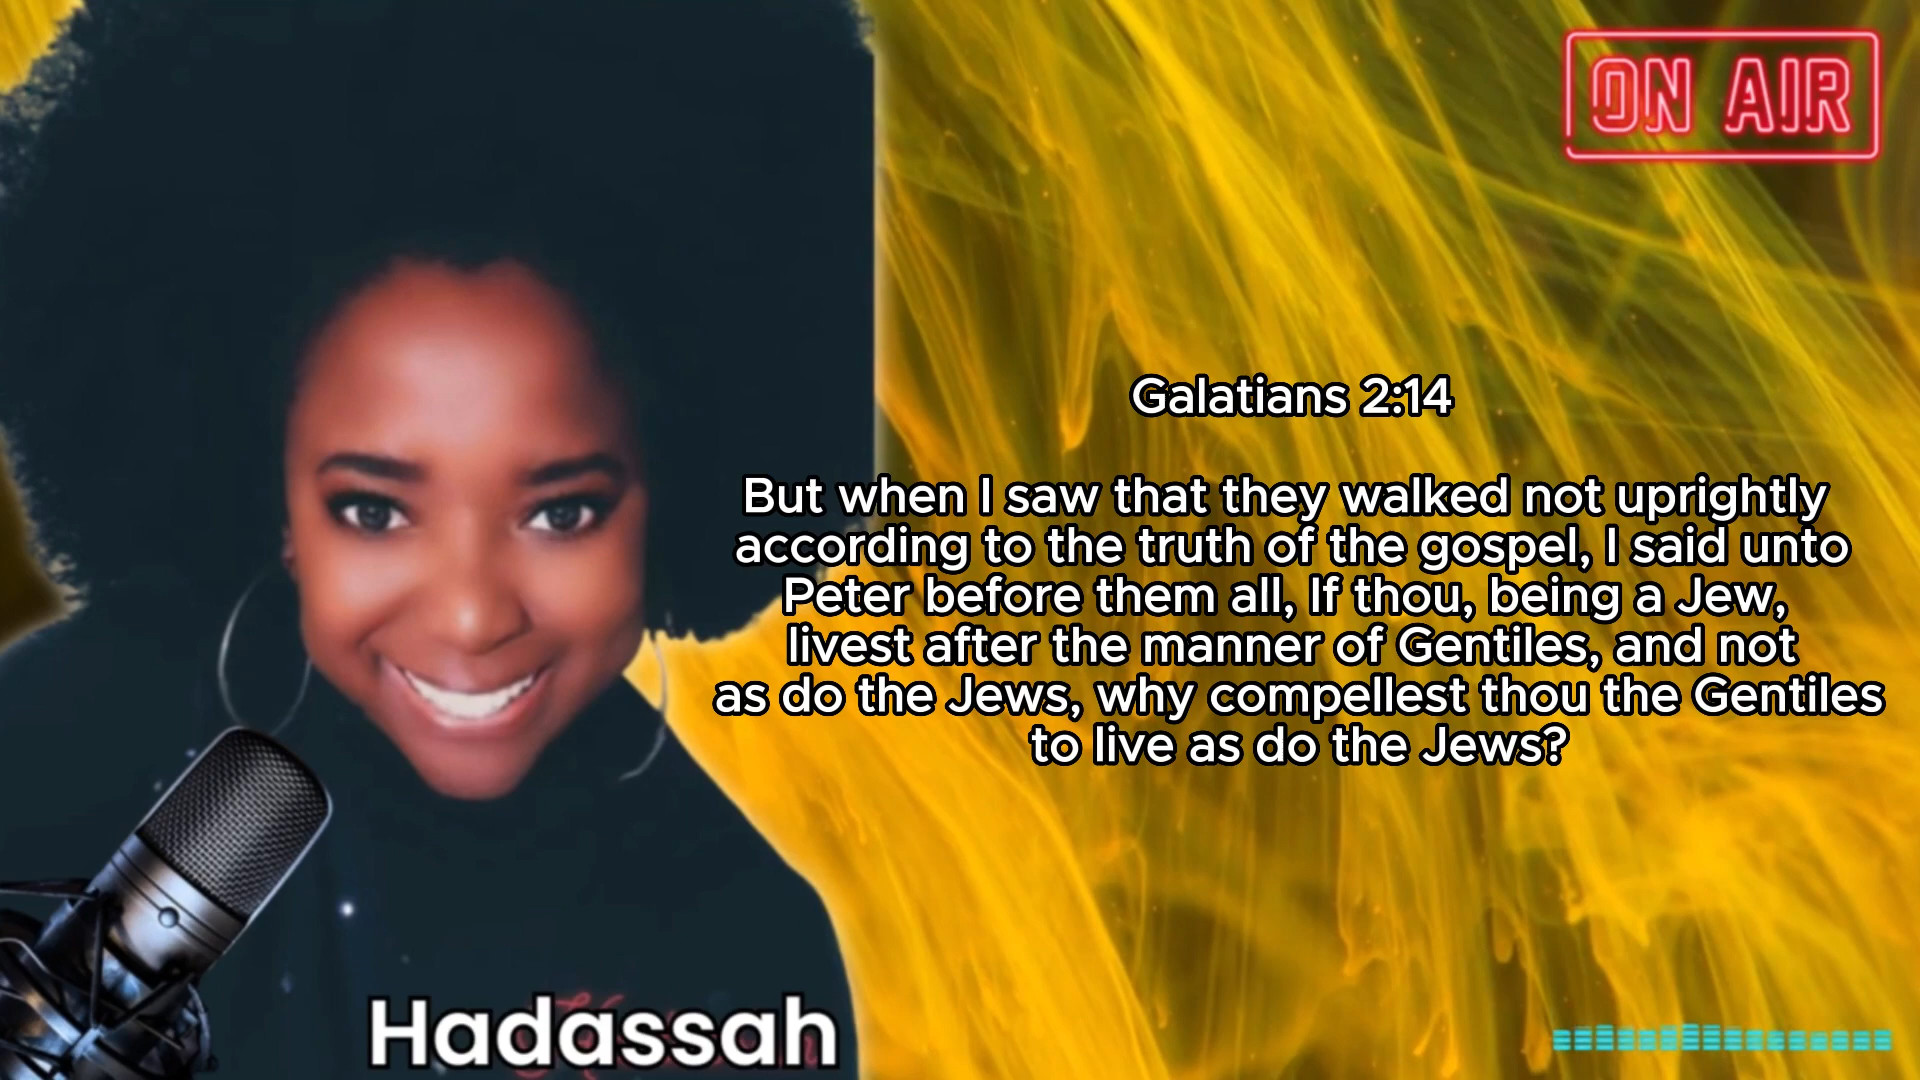 ON AIR
Galatians 2:14
But when I saw that they walked not uprightly
according to the truth of the gospel, I said unto
Peter before them all, If thou, being a Jew,
livest after the manner of Gentiles, and not
as do the Jews, why compellest thou the Gentiles
to live as do the Jews?
Hadassah